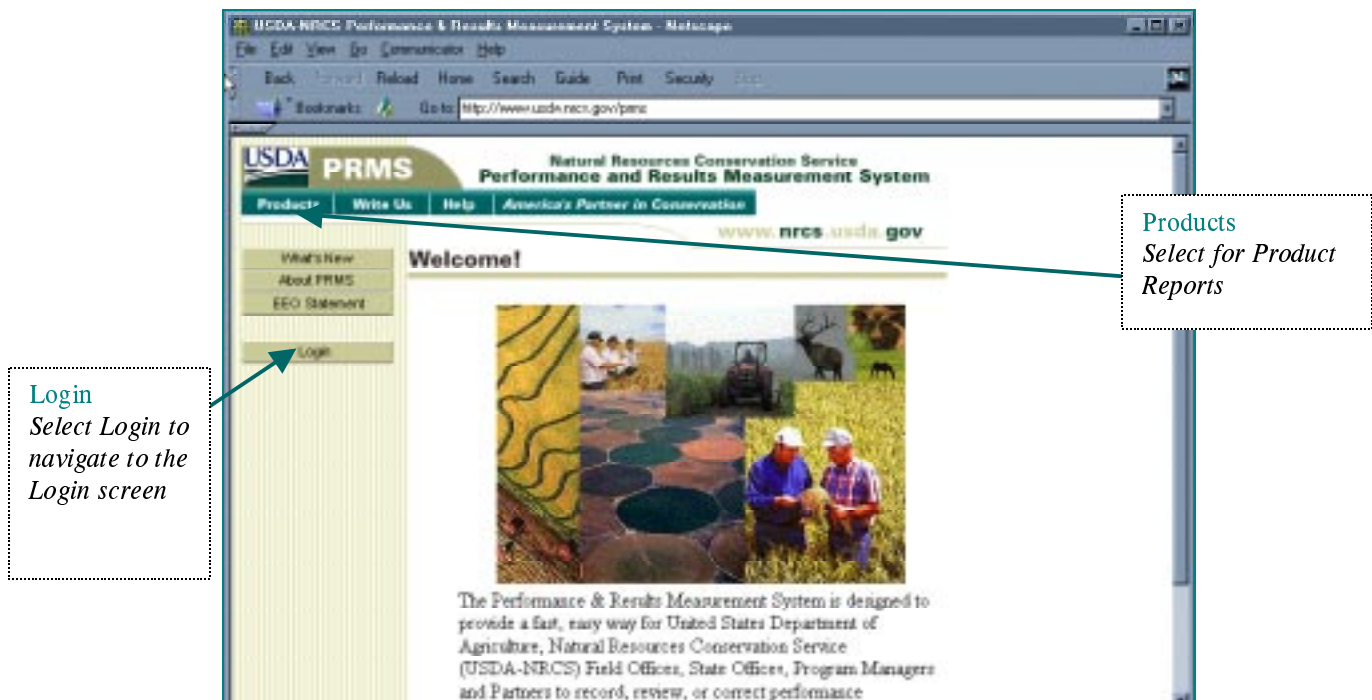 USDA-NRCS Performance & Results Measurement System - Netscape
File Edit View Go Communicator Help
Back Forward Reload Home Search Guide Print Security Stop
Bookmarks Go to: http://www.usda.nrcs.gov/prms
USDA PRMS
Natural Resources Conservation Service
Performance and Results Measurement System
Products Write Us Help America's Partner in Conservation
www.nrcs.usda.gov
What's New
About PRMS
EEO Statement
Login
Welcome!
The Performance & Results Measurement System is designed to
provide a fast, easy way for United States Department of
Agriculture, Natural Resources Conservation Service
(USDA-NRCS) Field Offices, State Offices, Program Managers
and Partners to record, review, or correct performance
Products
Select for Product
Reports
Login
Select Login to
navigate to the
Login screen